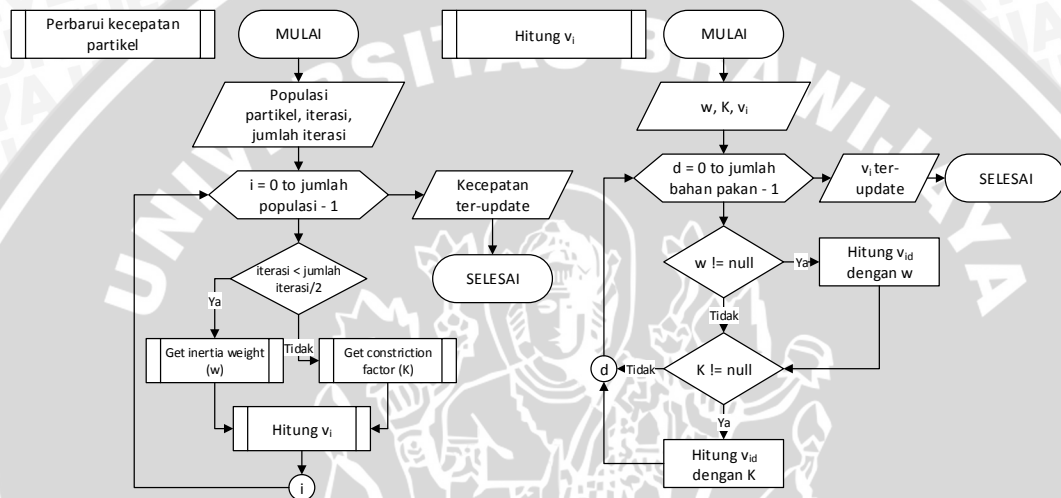 Perbarui kecepatan
partikel
MULAI
Populasi
partikel, iterasi,
jumlah iterasi
i = 0 to jumlah
populasi - 1
Kecepatan
ter-update
SELESAI
iterasi < jumlah
iterasi/2
Ya
Tidak
Get inertia weight
(w)
Get constriction
factor (K)
Hitung vi
i
Hitung vi
MULAI
w, K, vi
d = 0 to jumlah
bahan pakan - 1
vi ter-
update
SELESAI
w != null
Ya
Hitung vid
dengan w
Tidak
K != null
Tidak
d
Ya
Hitung vid
dengan K
UNIVERSITAS BRAWIJAYA